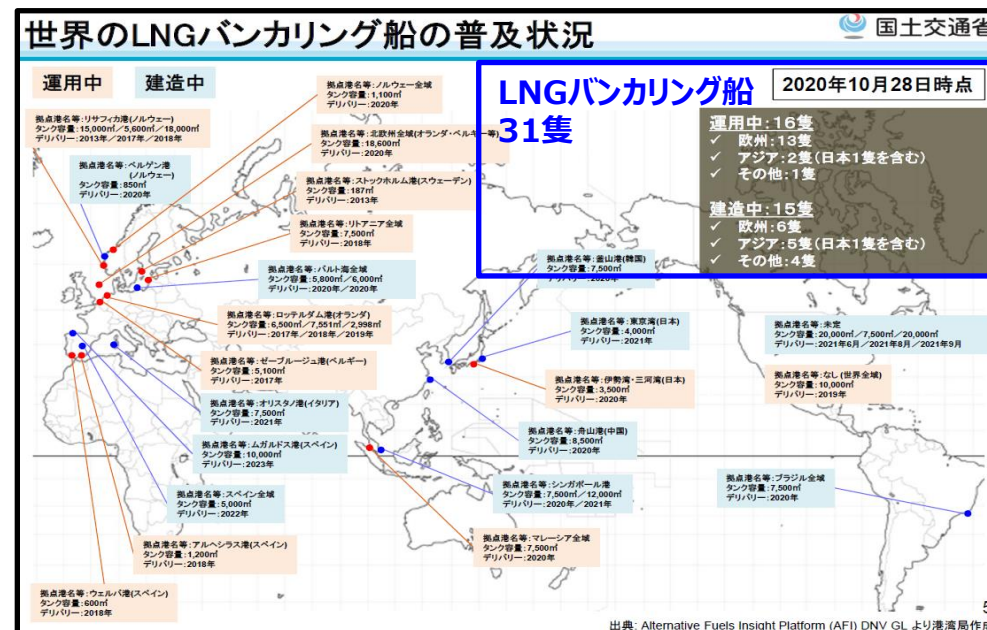 世界のLNGバンカリング船の普及状況
国土交通省
運用中
建造中
LNGバンカリング船
31隻
2020年10月28日時点
運用中:16隻
✓ 欧州:13隻
✓ アジア:2隻(日本1隻を含む)
✓ その他:1隻
建造中:15隻
✓ 欧州:6隻
✓ アジア:5隻(日本1隻を含む)
✓ その他:4隻
拠点港名等:ノルウェー全域
タンク容量:1,100㎥
デリバリー:2020年
拠点港名等:リサフィカ港(ノルウェー)
タンク容量:15,000㎥/5,600㎥/18,000㎥
デリバリー:2013年/2017年/2018年
拠点港名等:北欧州全域(オランダ・ベルギー等)
タンク容量:18,600㎥
デリバリー:2020年
拠点港名等:ベルゲン港
(ノルウェー)
タンク容量:850㎥
デリバリー:2020年
拠点港名等:ストックホルム港(スウェーデン)
タンク容量:187㎥
デリバリー:2013年
拠点港名等:リトアニア全域
タンク容量:7,500㎥
デリバリー:2018年
拠点港名等:バルト海全域
タンク容量:5,800㎥/6,000㎥
デリバリー:2020年/2020年
拠点港名等:釜山港(韓国)
タンク容量:7,500㎥
デリバリー:2020年
拠点港名等:ロッテルダム港(オランダ)
タンク容量:6,500㎥/7,551㎥/2,998㎥
デリバリー:2017年/2018年/2019年
拠点港名等:東京湾(日本)
タンク容量:4,000㎥
デリバリー:2021年
拠点港名等:未定
タンク容量:20,000㎥/7,500㎥/20,000㎥
デリバリー:2021年6月/2021年8月/2021年9月
拠点港名等:ゼーブルージュ港(ベルギー)
タンク容量:5,100㎥
デリバリー:2017年
拠点港名等:伊勢湾・三河湾(日本)
タンク容量:3,500㎥
デリバリー:2020年
拠点港名等:なし(世界全域)
タンク容量:10,000㎥
デリバリー:2019年
拠点港名等:オリスタノ港(イタリア)
タンク容量:7,500㎥
デリバリー:2021年
拠点港名等:舟山港(中国)
タンク容量:8,500㎥
デリバリー:2020年
拠点港名等:ムガルドス港(スペイン)
タンク容量:10,000㎥
デリバリー:2023年
拠点港名等:シンガポール港
タンク容量:7,500㎥/12,000㎥
デリバリー:2020年/2021年
拠点港名等:ブラジル全域
タンク容量:7,500㎥
デリバリー:2020年
拠点港名等:スペイン全域
タンク容量:5,000㎥
デリバリー:2022年
拠点港名等:アルヘシラス港(スペイン)
タンク容量:1,200㎥
デリバリー:2018年
拠点港名等:マレーシア全域
タンク容量:7,500㎥
デリバリー:2020年
拠点港名等:ウェルバ港(スペイン)
タンク容量:600㎥
デリバリー:2018年
5
出典: Alternative Fuels Insight Platform (AFI) DNV GL より港湾局作成